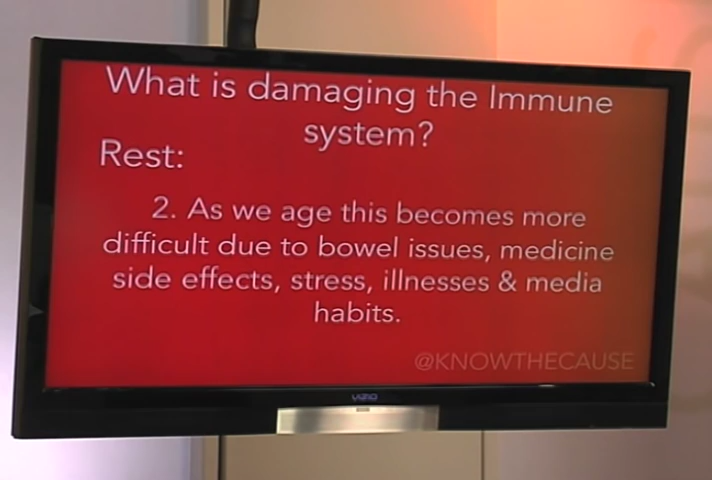 What is damaging the Immune
system?
Rest:
2. As we age this becomes more
difficult due to bowel issues, medicine
side effects, stress, illnesses & media
habits.
@KNOWTHECAUSE
VIZIO